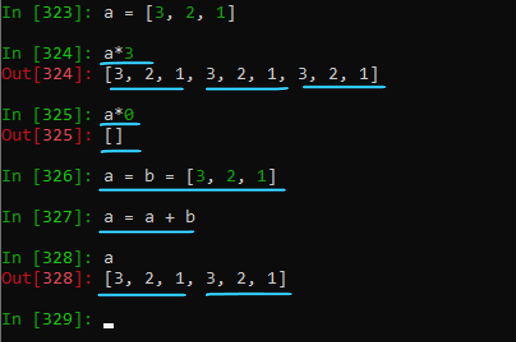 In [323]: a = [3, 2, 1]
In [324]: a*3
Out[324]: [3, 2, 1, 3, 2, 1, 3, 2, 1]
In [325]: a*0
Out[325]: []
In [326]: a = b = [3, 2, 1]
In [327]: a = a + b
In [328]: a
Out[328]: [3, 2, 1, 3, 2, 1]
In [329]: